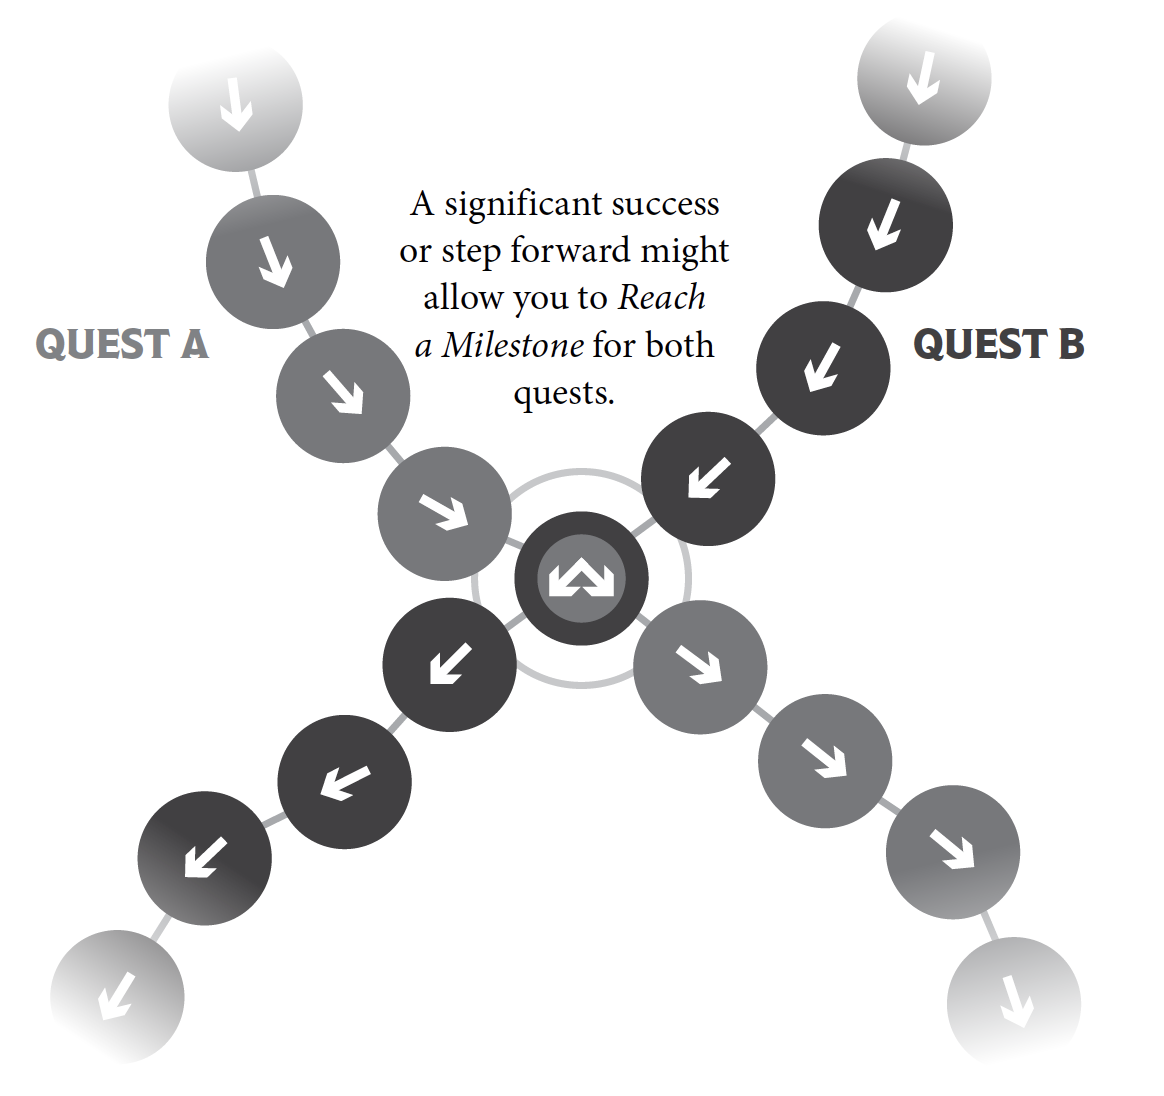 A significant success
or step forward might
allow you to Reach
a Milestone for both
quests.
QUEST A
QUEST B